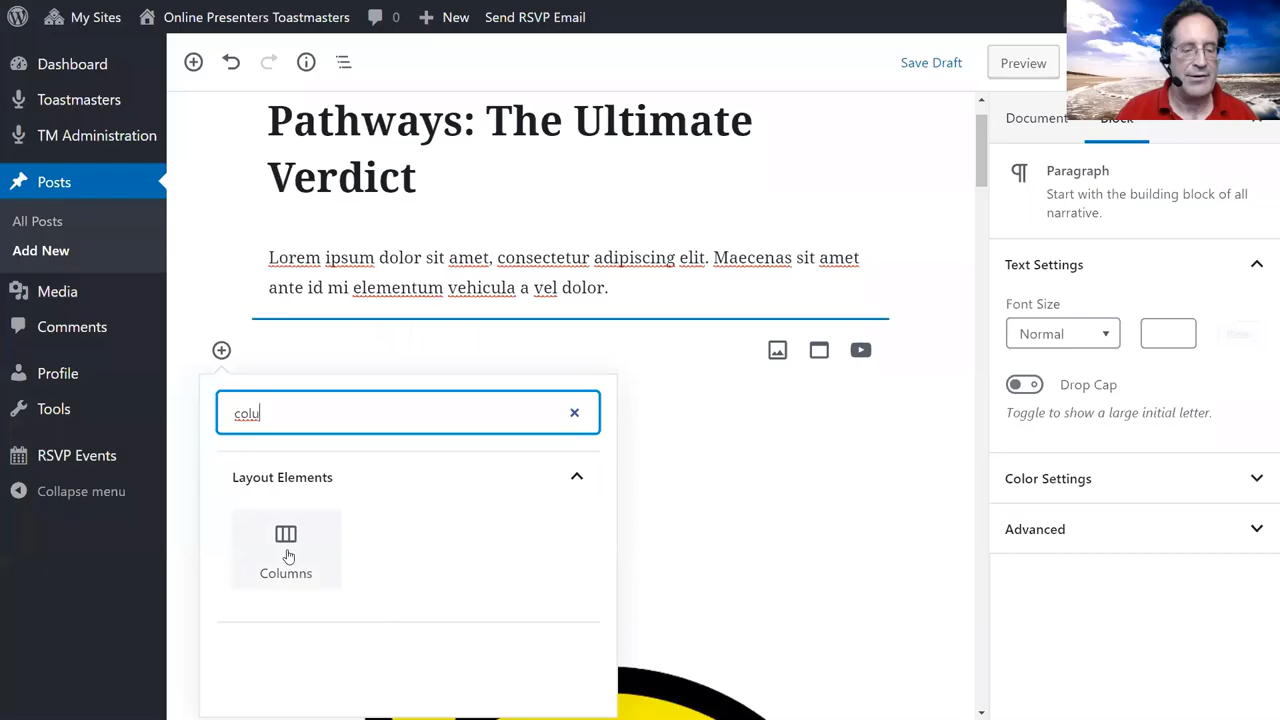 My Sites
Online Presenters Toastmasters
0
New
Send RSVP Email
Dashboard
Toastmasters
TM Administration
Posts
All Posts
Add New
Media
Comments
Profile
Tools
RSVP Events
Collapse menu
Save Draft
Preview
Pathways: The Ultimate
Verdict
Lorem ipsum dolor sit amet, consectetur adipiscing elit. Maecenas sit amet
ante id mi elementum vehicula a vel dolor.
colu
Layout Elements
Columns
Document
Block
Paragraph
Start with the building block of all
narrative.
Text Settings
Font Size
Normal
Drop Cap
Toggle to show a large initial letter.
Color Settings
Advanced